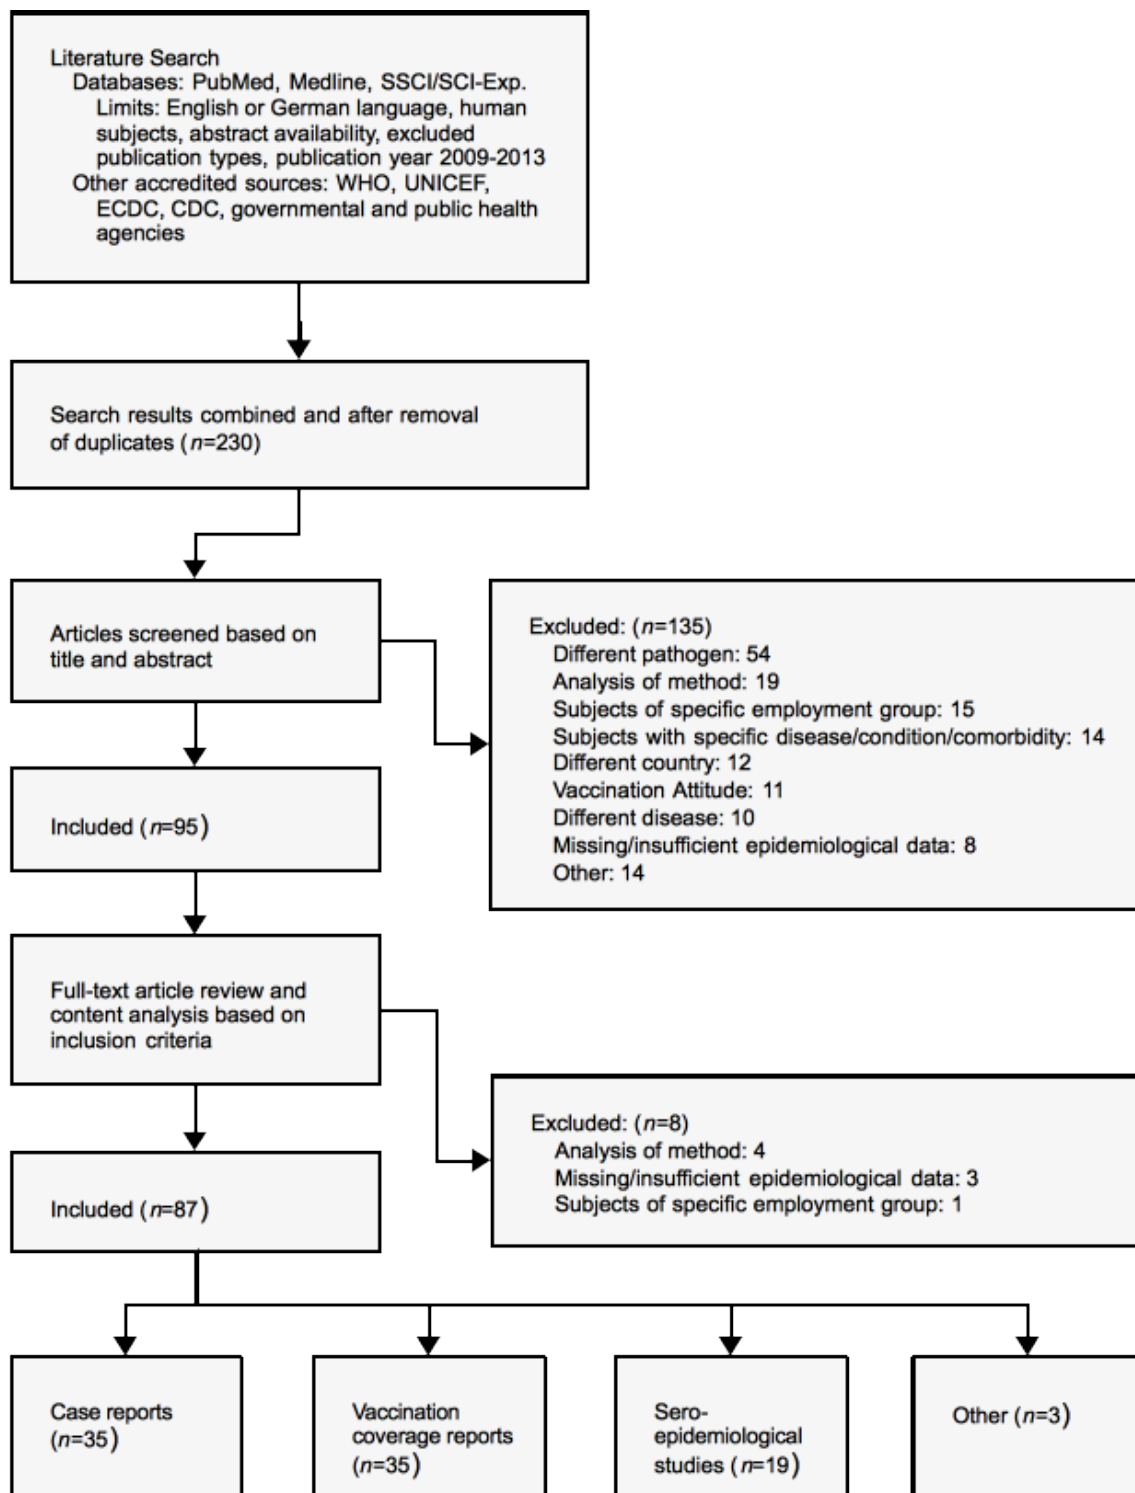 Literature Search
Databases: PubMed, Medline, SSCI/SCI-Exp.
Limits: English or German language, human
subjects, abstract availability, excluded
publication types, publication year 2009-2013
Other accredited sources: WHO, UNICEF,
ECDC, CDC, governmental and public health
agencies
Search results combined and after removal
of duplicates (n=230)
Articles screened based on
title and abstract
Excluded: (n=135)
Different pathogen: 54
Analysis of method: 19
Subjects of specific employment group: 15
Subjects with specific disease/condition/comorbidity: 14
Different country: 12
Vaccination Attitude: 11
Different disease: 10
Missing/insufficient epidemiological data: 8
Other: 14
Included (n=95)
Full-text article review and
content analysis based on
inclusion criteria
Excluded: (n=8)
Analysis of method: 4
Missing/insufficient epidemiological data: 3
Subjects of specific employment group: 1
Included (n=87)
Case reports
(n=35)
Vaccination
coverage reports
(n=35)
Sero-
epidemiological
studies (n=19)
Other (n=3)